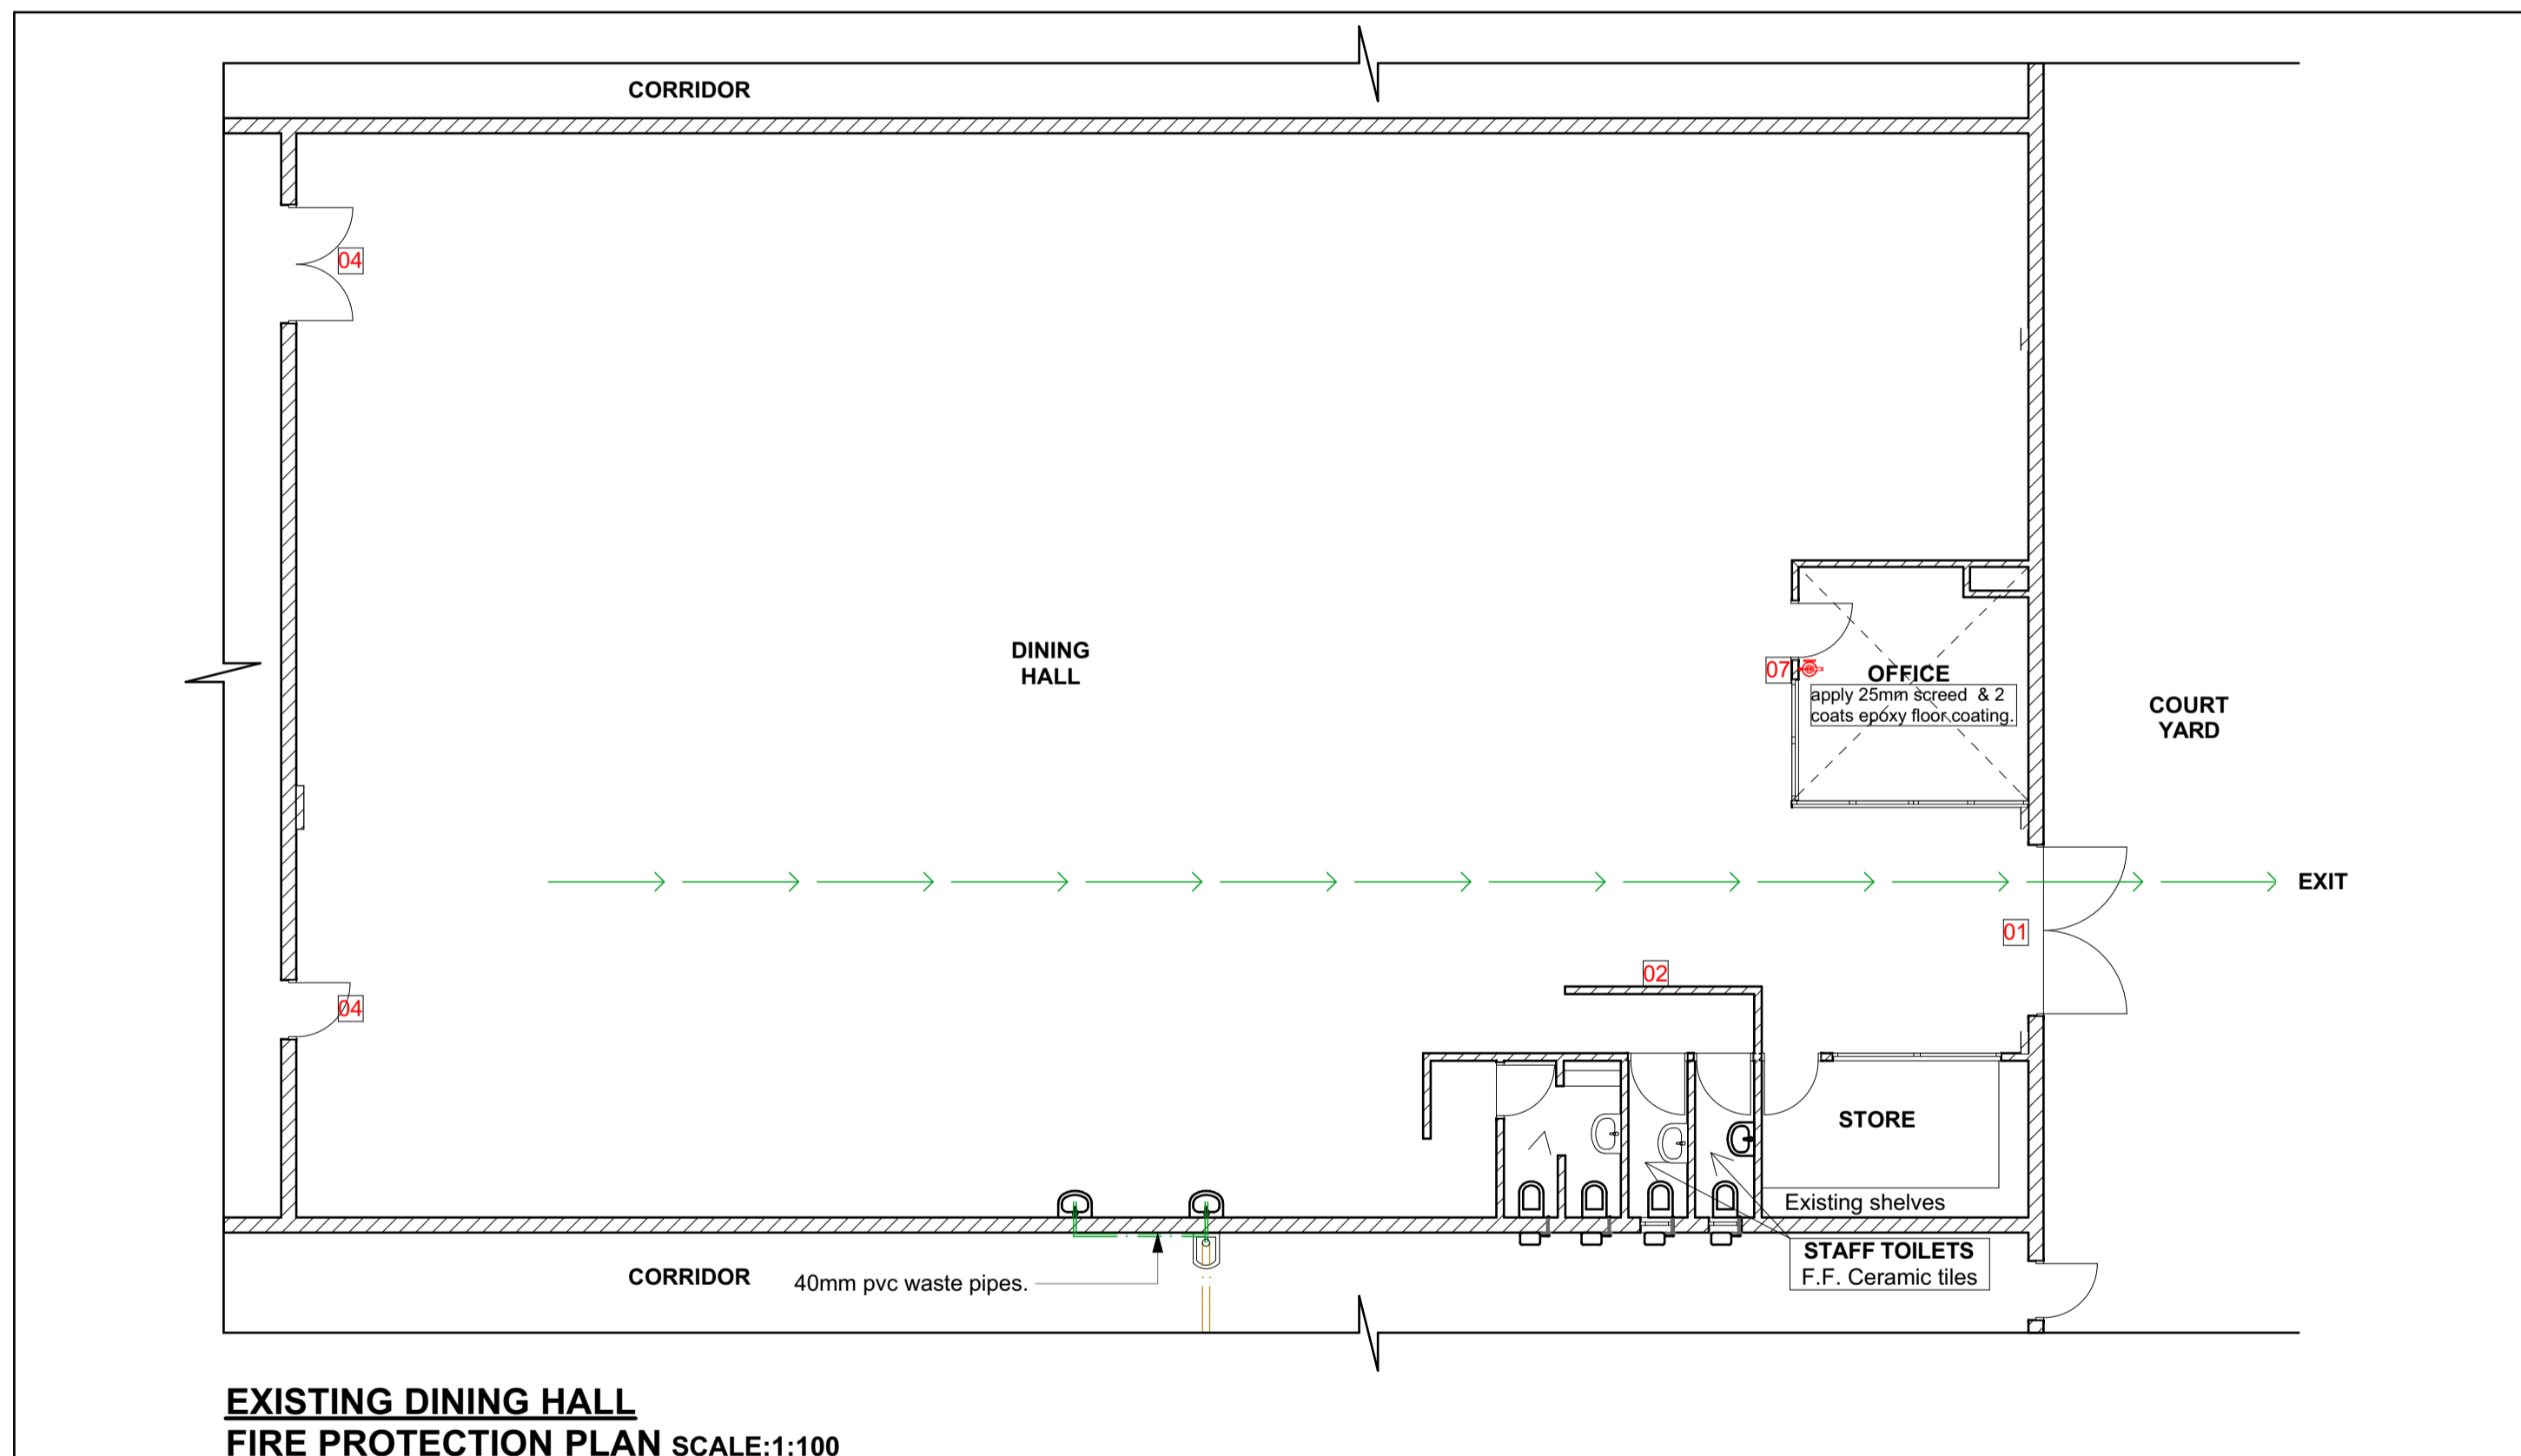 CORRIDOR
04
DINING
HALL
07
OFFICE
apply 25mm screed & 2
coats epoxy floor coating.
COURT
YARD
EXIT
01
02
04
STORE
Existing shelves
STAFF TOILETS
F.F. Ceramic tiles
CORRIDOR
40mm pvc waste pipes.
EXISTING DINING HALL
FIRE PROTECTION PLAN SCALE:1:100